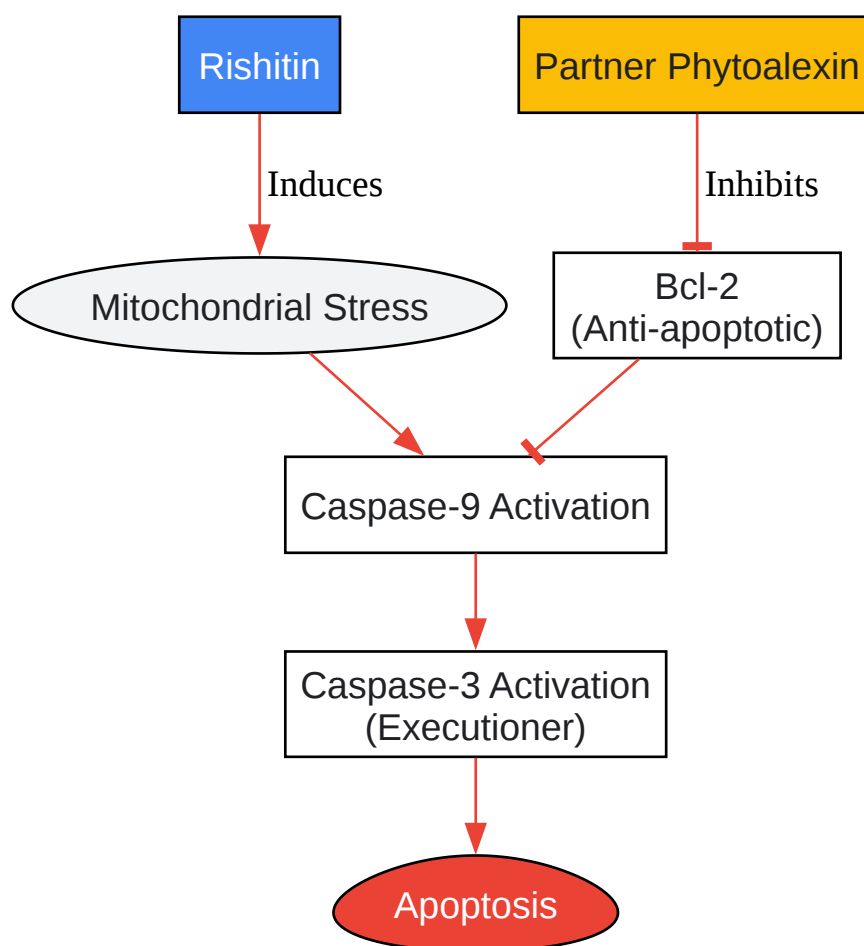 Rishitin
Partner Phytoalexin
Induces
Inhibits
Mitochondrial Stress
Bcl-2
(Anti-apoptotic)
Caspase-9 Activation
Caspase-3 Activation
(Executioner)
Apoptosis